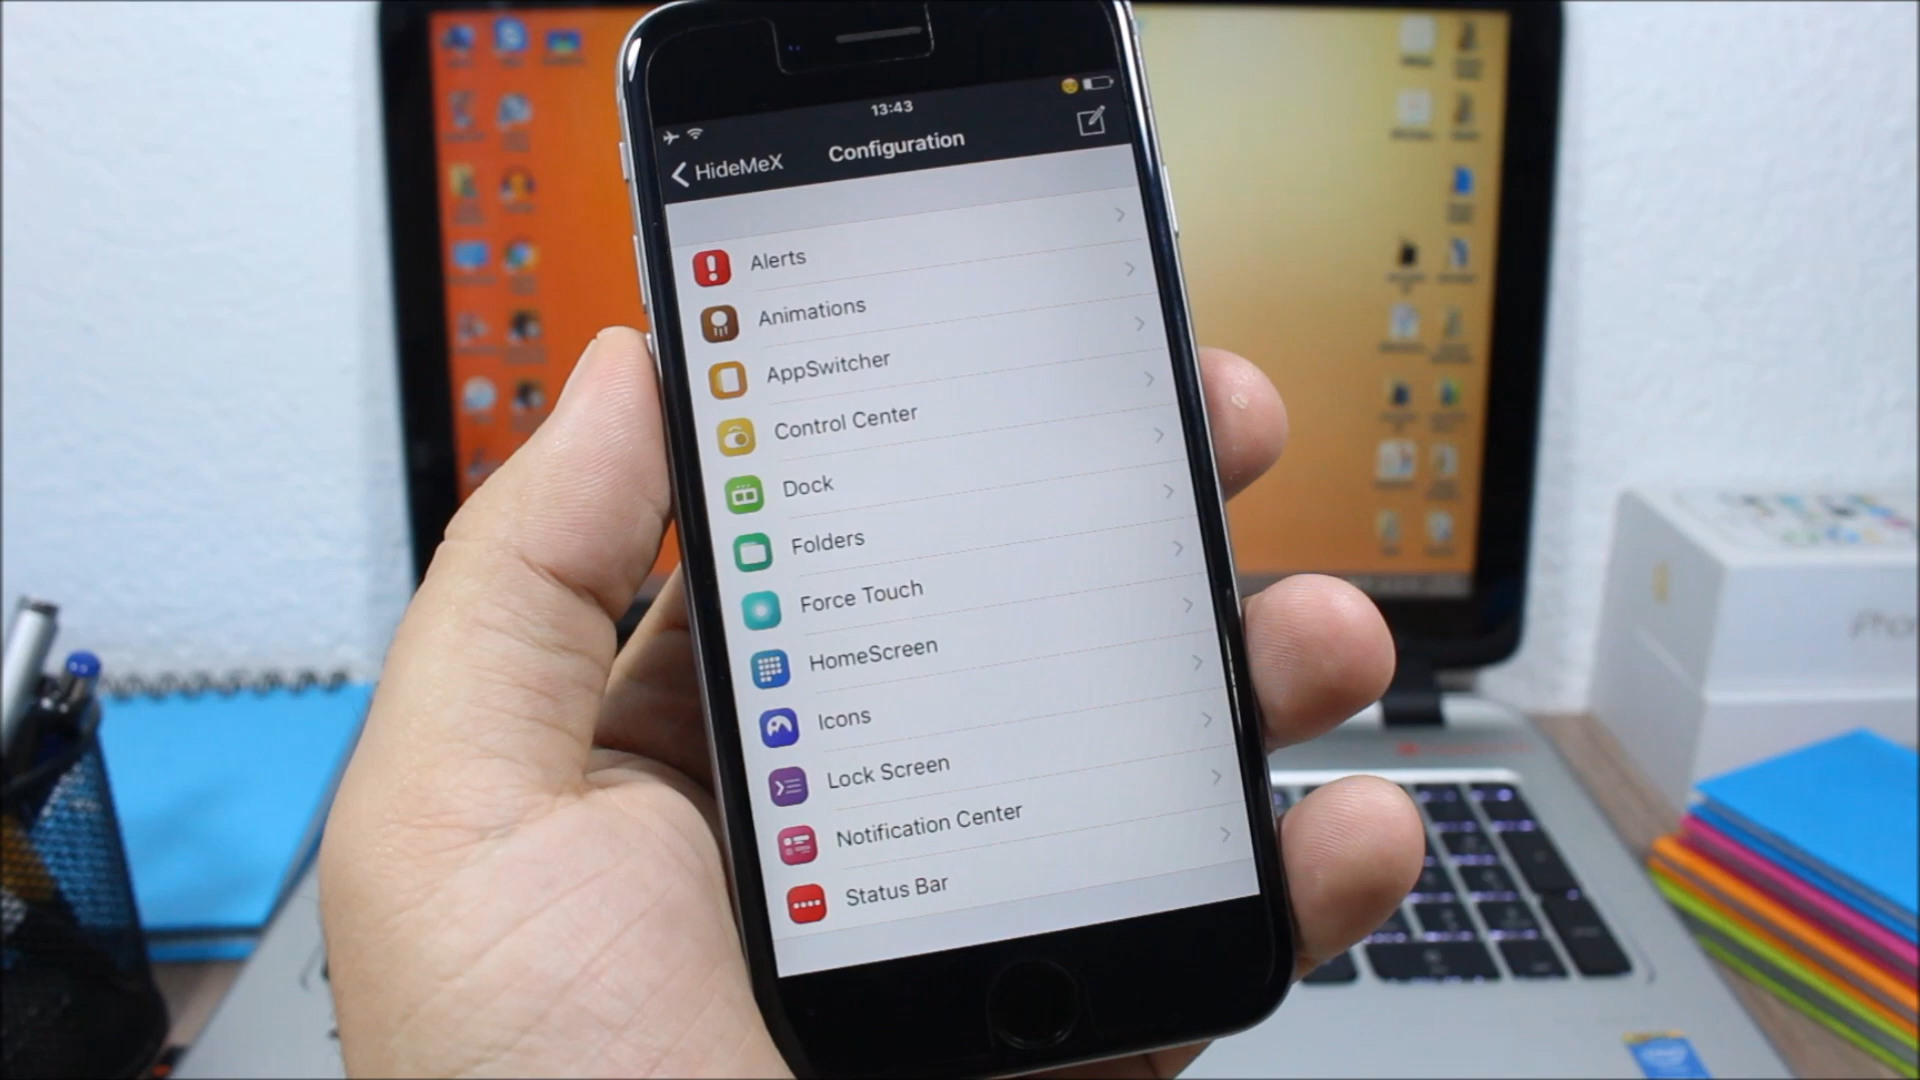 13:43
HideMeX
Configuration
Alerts
Animations
AppSwitcher
Control Center
Dock
Folders
Force Touch
HomeScreen
Icons
Lock Screen
Notification Center
Status Bar